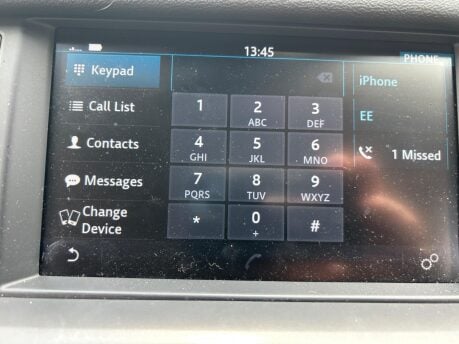 13:45
PHONE
Keypad
Call List
Contacts
Messages
Change
Device
1
2
ABC
3
DEF
4
GHI
5
JKL
6
MNO
7
PQRS
8
TUV
9
WXYZ
*
0
+
#
iPhone
EE
1 Missed